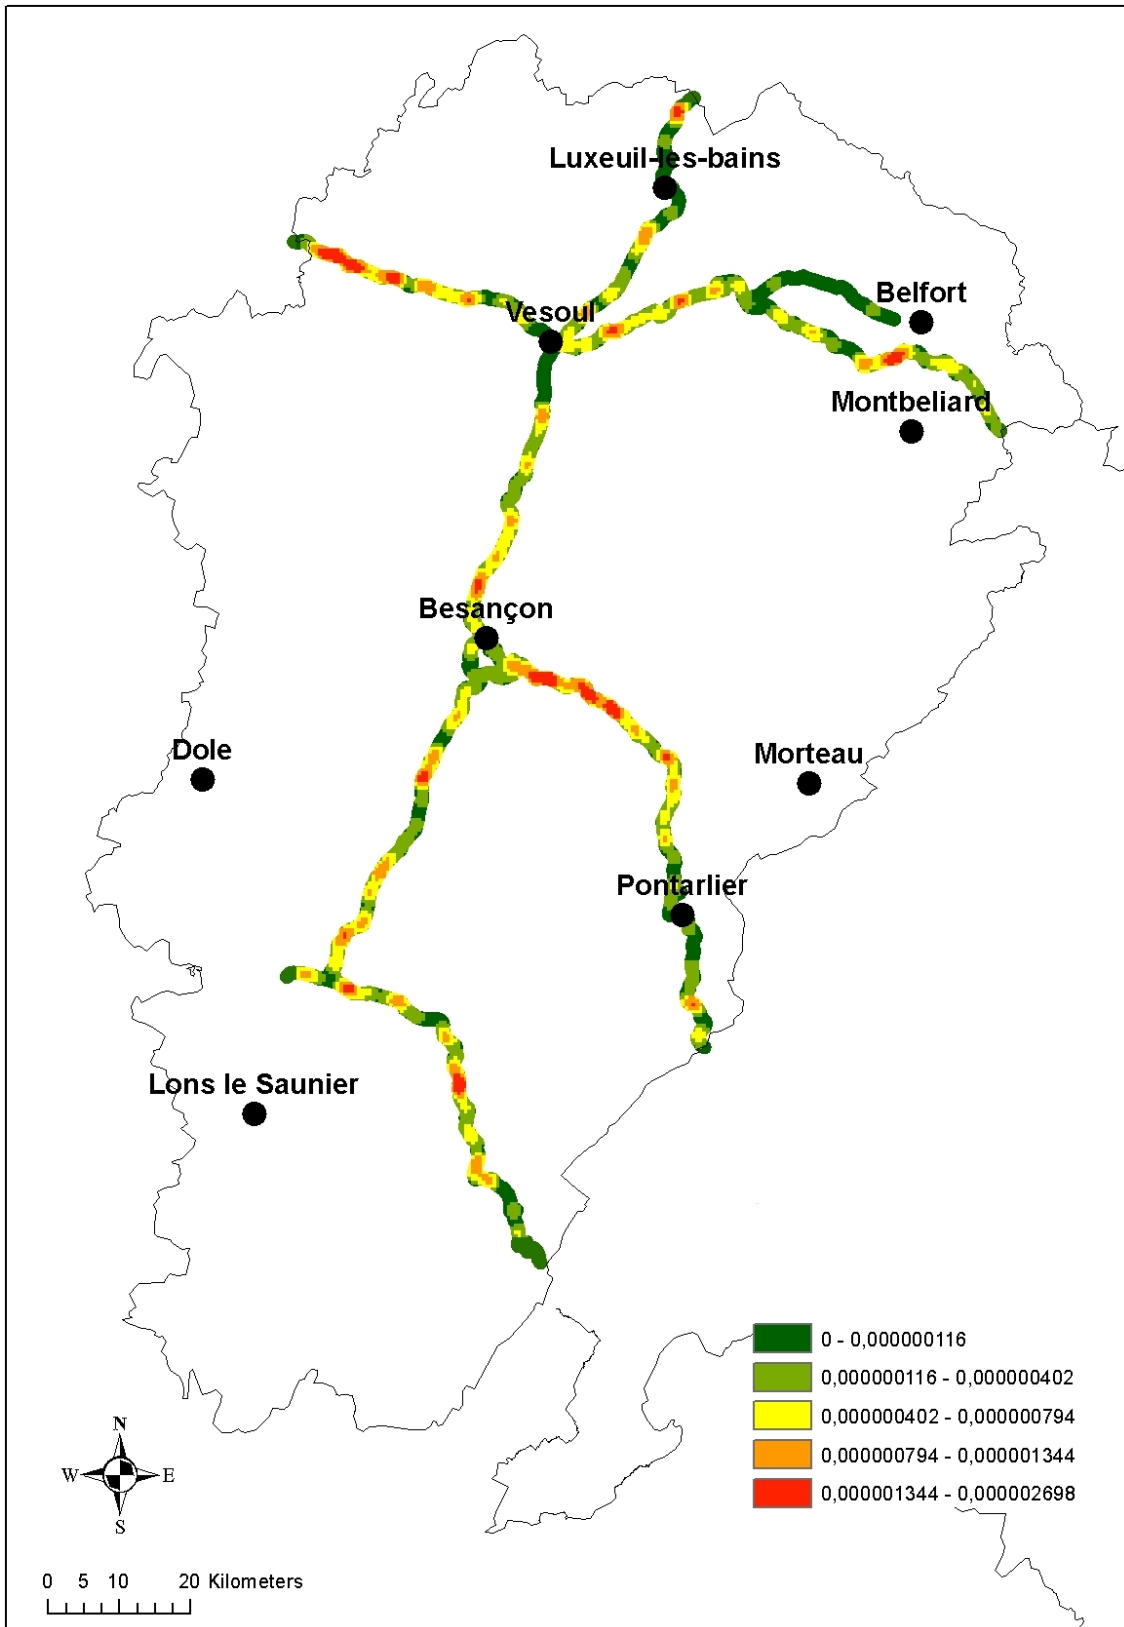 Luxeuil-les-bains
Belfort
Vesoul
Montbeliard
Besançon
Dole
Morteau
Pontarlier
Lons le Saunier
0 - 0,000000116
0,000000116 - 0,000000402
0,000000402 - 0,000000794
0,000000794 - 0,000001344
0,000001344 - 0,000002698
N
W E
S
0 5 10 20 Kilometers